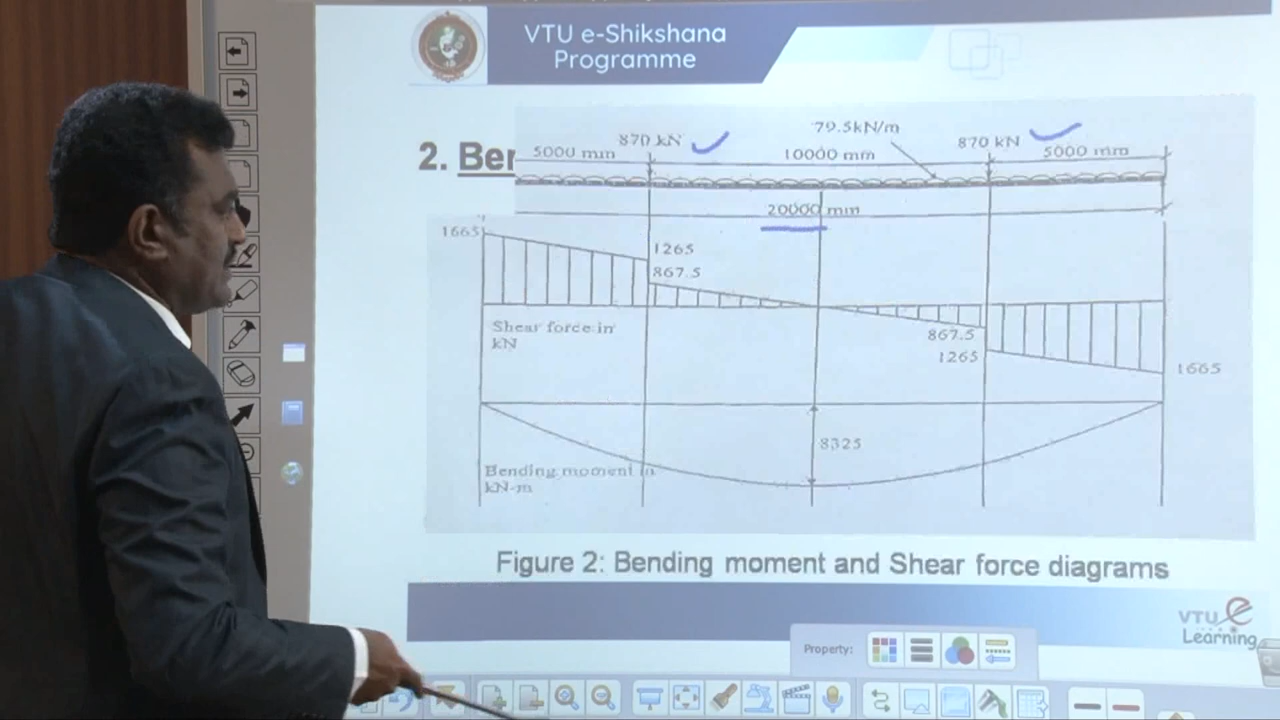 VTU e-Shikshana
Programme
2. Ber
870 kN
79.5kN/m
870 kN
5000 mm
10000 mm
5000 mm
20000 mm
1665
1265
867.5
Shear force in
kN
867.5
1265
1665
8325
Bending moment in
kN-m
Figure 2: Bending moment and Shear force diagrams
VTU e
Learning
Property: